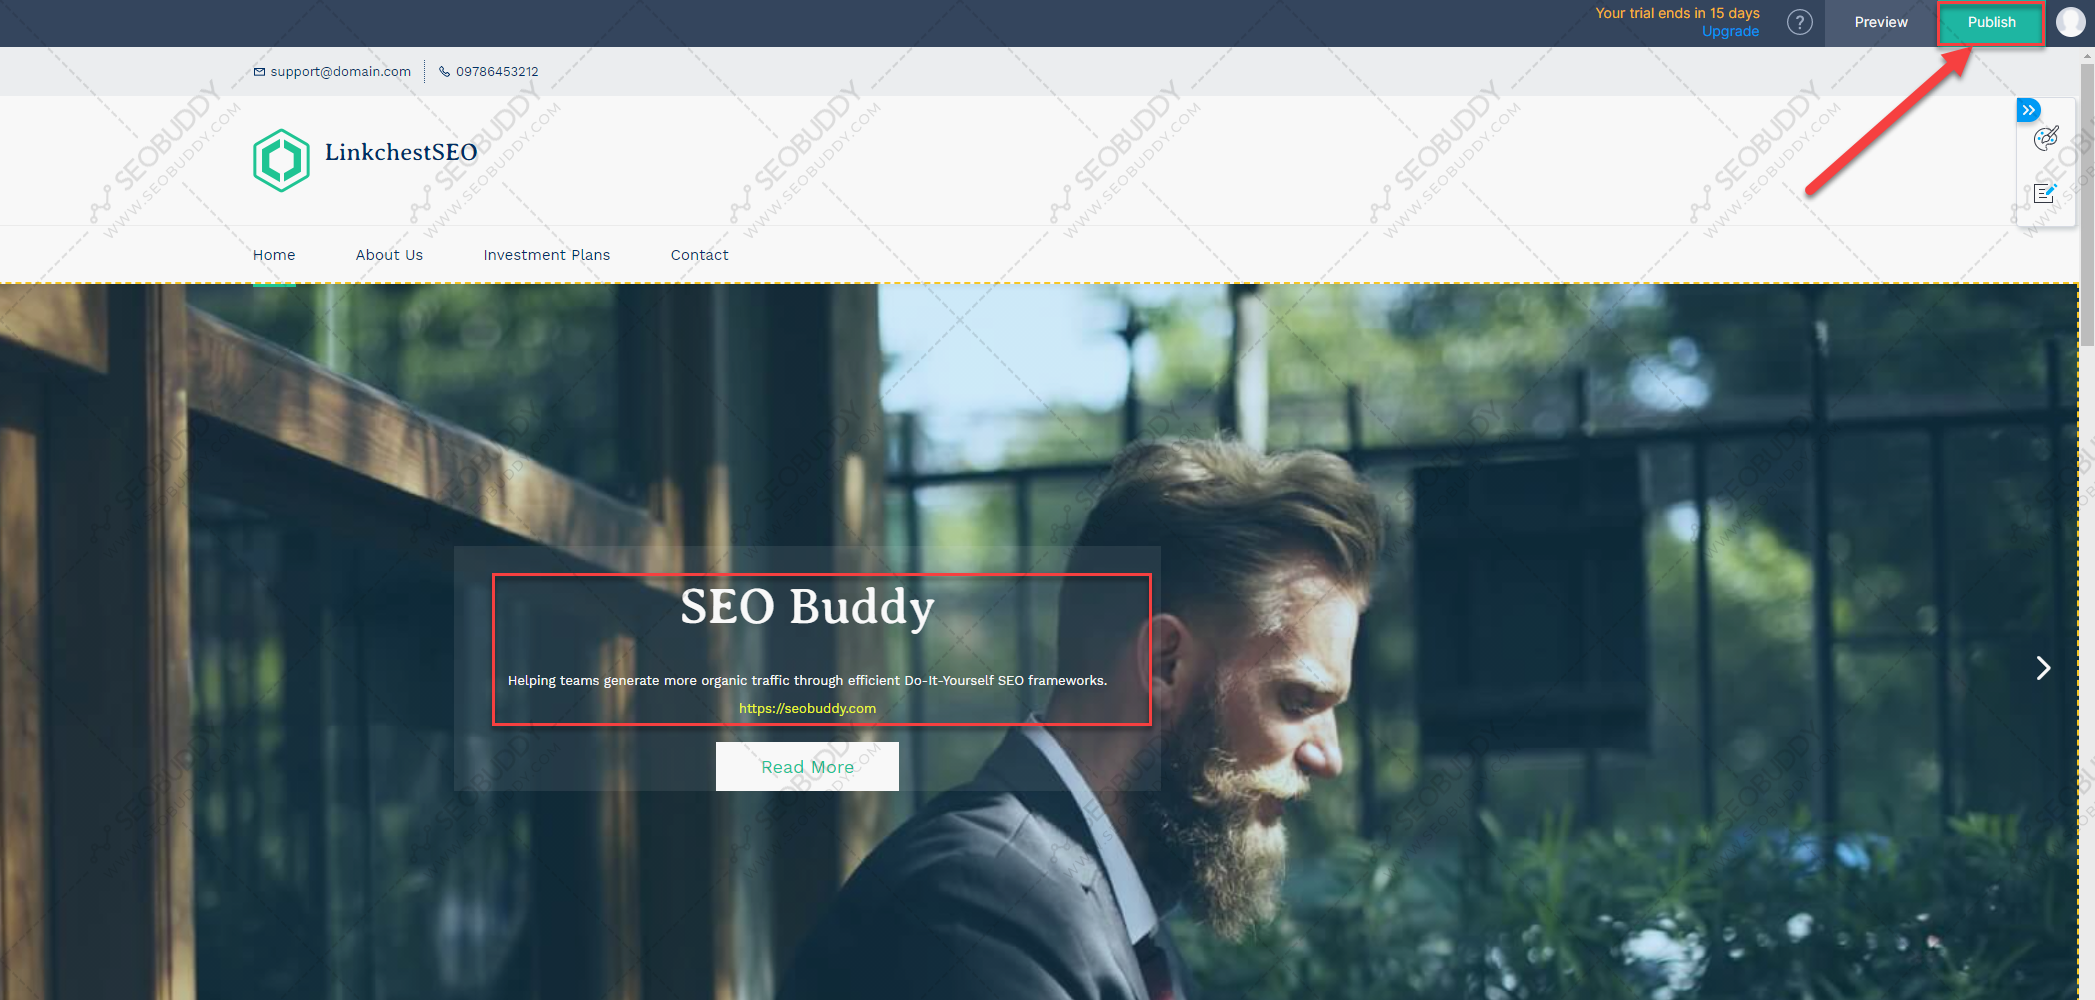 Your trial ends in 15 days
Upgrade
?
Preview
Publish
support@domain.com
09786453212
LinkchestSEO
Home
About Us
Investment Plans
Contact
SEO Buddy
Helping teams generate more organic traffic through efficient Do-It-Yourself SEO frameworks.
https://seobuddy.com
Read More
SEOBUDDY
WWW.SEOBUDDY.COM